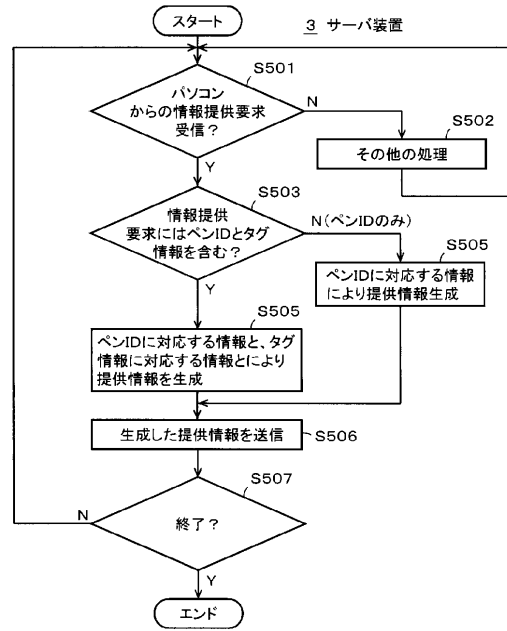 スタート
3 サーバ装置
S501
パソコン
からの情報提供要求
受信？
N
S502
その他の処理
Y
S503
情報提供
要求にはペンIDとタグ
情報を含む？
N(ペンIDのみ)
S505
ペンIDに対応する情報
により提供情報生成
Y
S505
ペンIDに対応する情報と、タグ
情報に対応する情報とにより
提供情報を生成
生成した提供情報を送信
S506
S507
N
終了？
Y
エンド